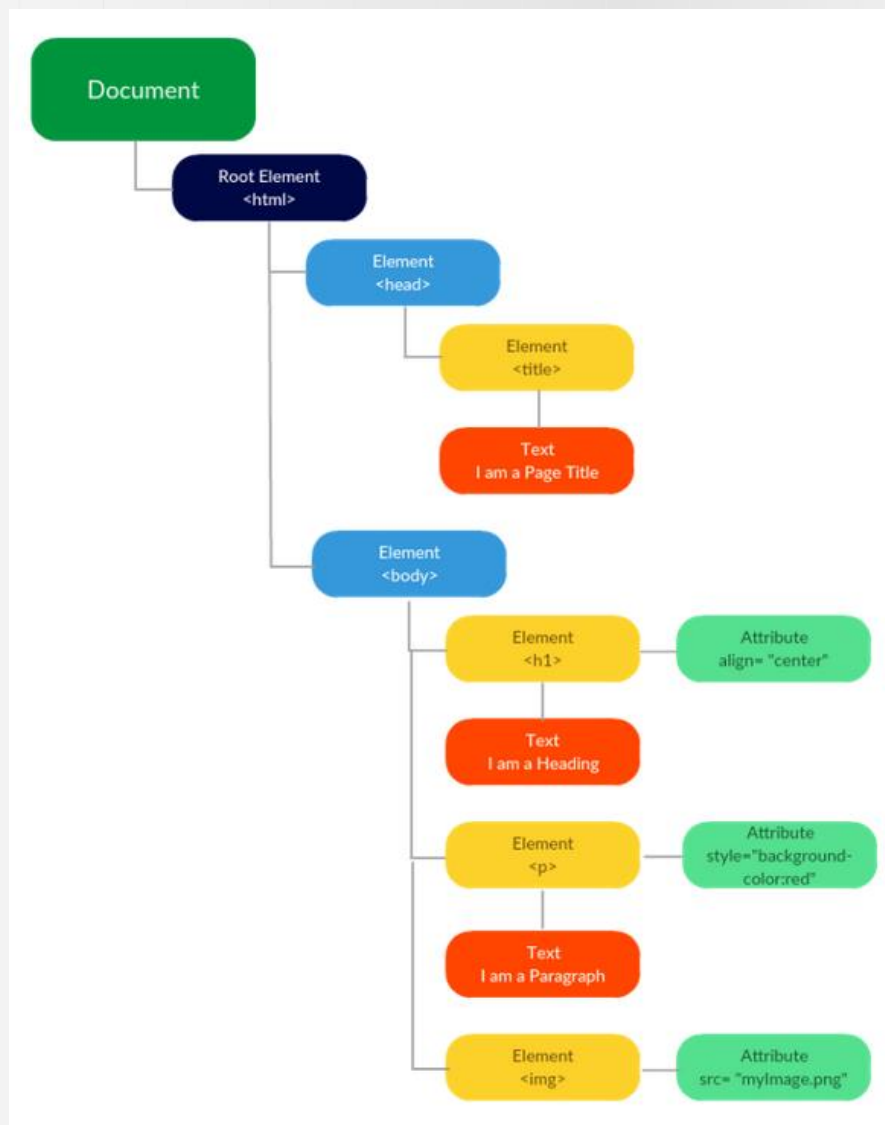 Document
Root Element
<html>
Element
<head>
Element
<title>
Text
I am a Page Title
Element
<body>
Element
<h1>
Attribute
align= "center"
Text
I am a Heading
Element
<p>
Attribute
style="background-
color:red"
Text
I am a Paragraph
Element
<img>
Attribute
src= "myImage.png"